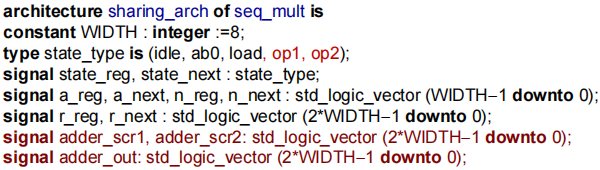 architecture sharing_arch of seq_mult is
constant WIDTH : integer :=8;
type state_type is (idle, ab0, load, op1, op2);
signal state_reg, state_next : state_type;
signal a_reg, a_next, n_reg, n_next : std_logic_vector (WIDTH−1 downto 0);
signal r_reg, r_next : std_logic_vector (2*WIDTH−1 downto 0);
signal adder_scr1, adder_scr2: std_logic_vector (2*WIDTH−1 downto 0);
signal adder_out: std_logic_vector (2*WIDTH−1 downto 0);